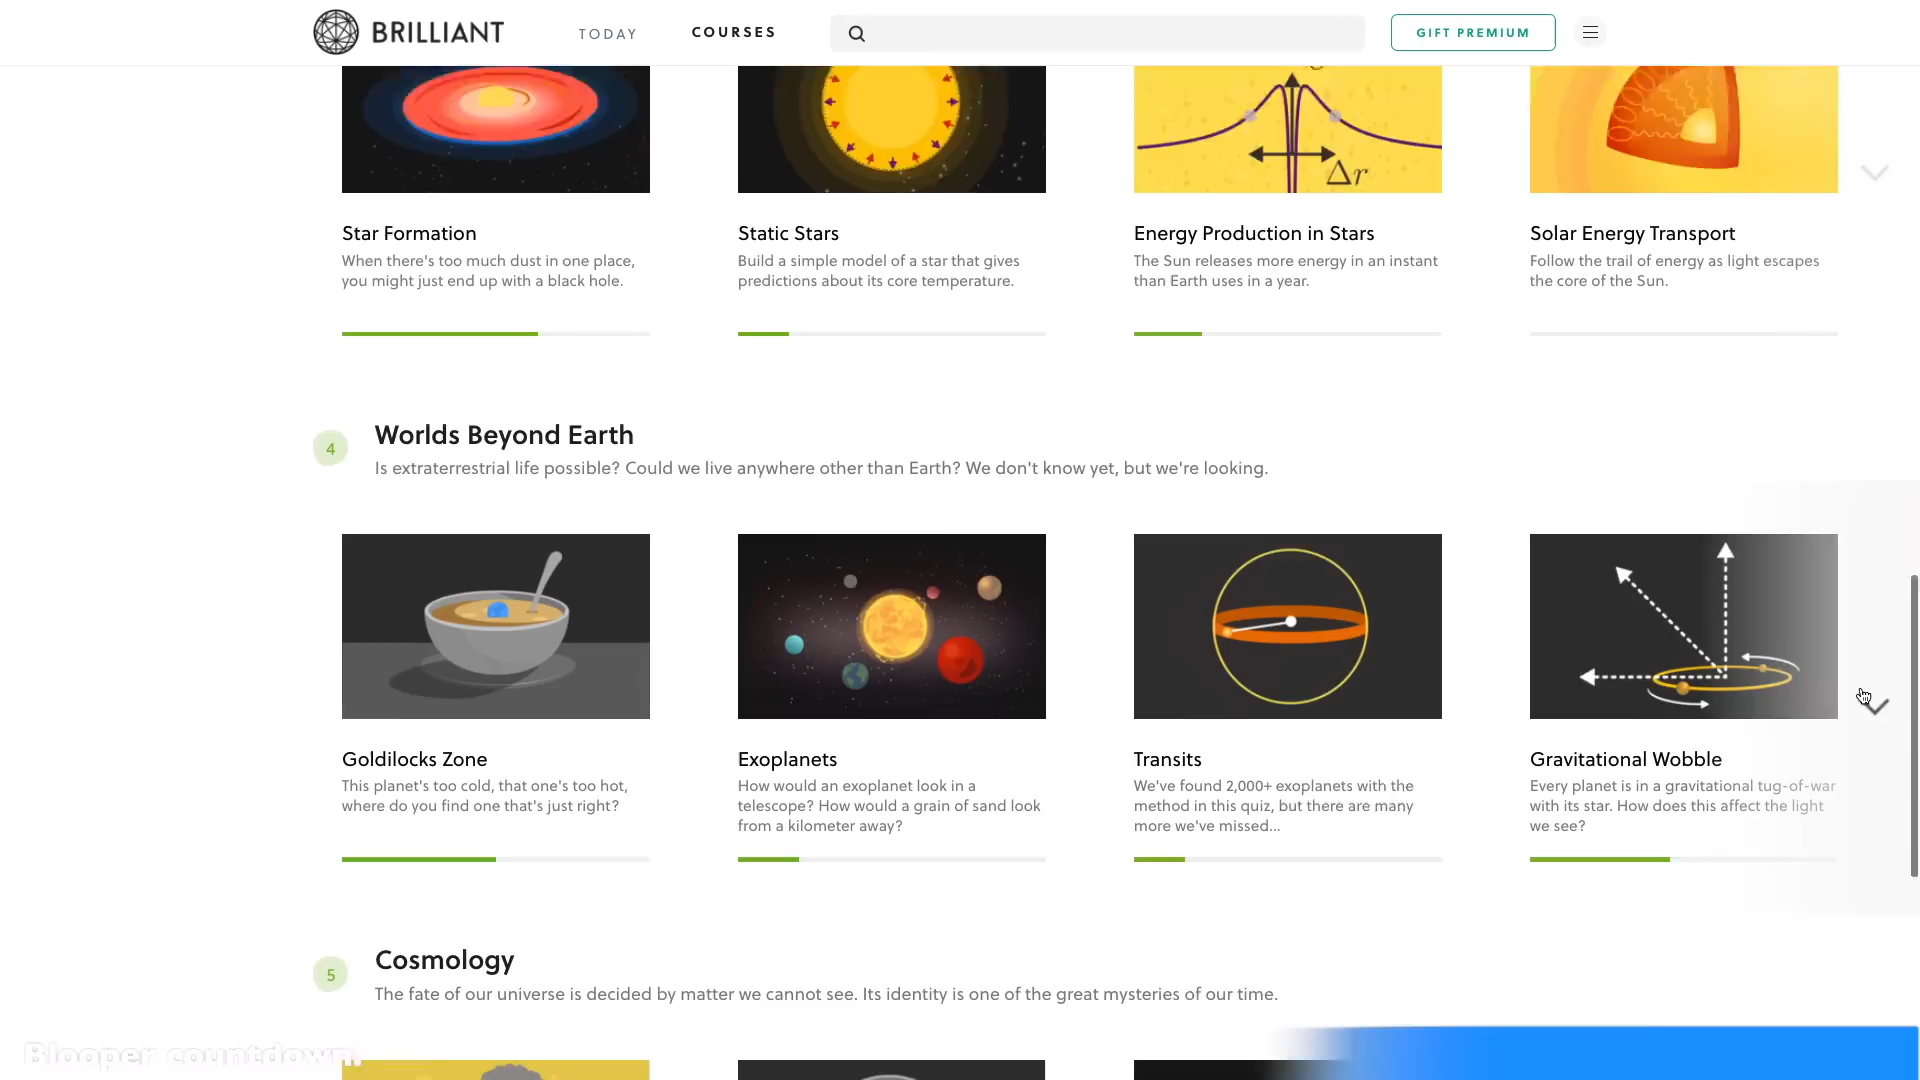 BRILLIANT
TODAY
COURSES
GIFT PREMIUM
Δr
Star Formation
When there's too much dust in one place,
you might just end up with a black hole.
Static Stars
Build a simple model of a star that gives
predictions about its core temperature.
Energy Production in Stars
The Sun releases more energy in an instant
than Earth uses in a year.
Solar Energy Transport
Follow the trail of energy as light escapes
the core of the Sun.
4
Worlds Beyond Earth
Is extraterrestrial life possible? Could we live anywhere other than Earth? We don't know yet, but we're looking.
Goldilocks Zone
This planet's too cold, that one's too hot,
where do you find one that's just right?
Exoplanets
How would an exoplanet look in a
telescope? How would a grain of sand look
from a kilometer away?
Transits
We've found 2,000+ exoplanets with the
method in this quiz, but there are many
more we've missed...
Gravitational Wobble
Every planet is in a gravitational tug-of-war
with its star. How does this affect the light
we see?
5
Cosmology
The fate of our universe is decided by matter we cannot see. Its identity is one of the great mysteries of our time.
Blooper countdown.